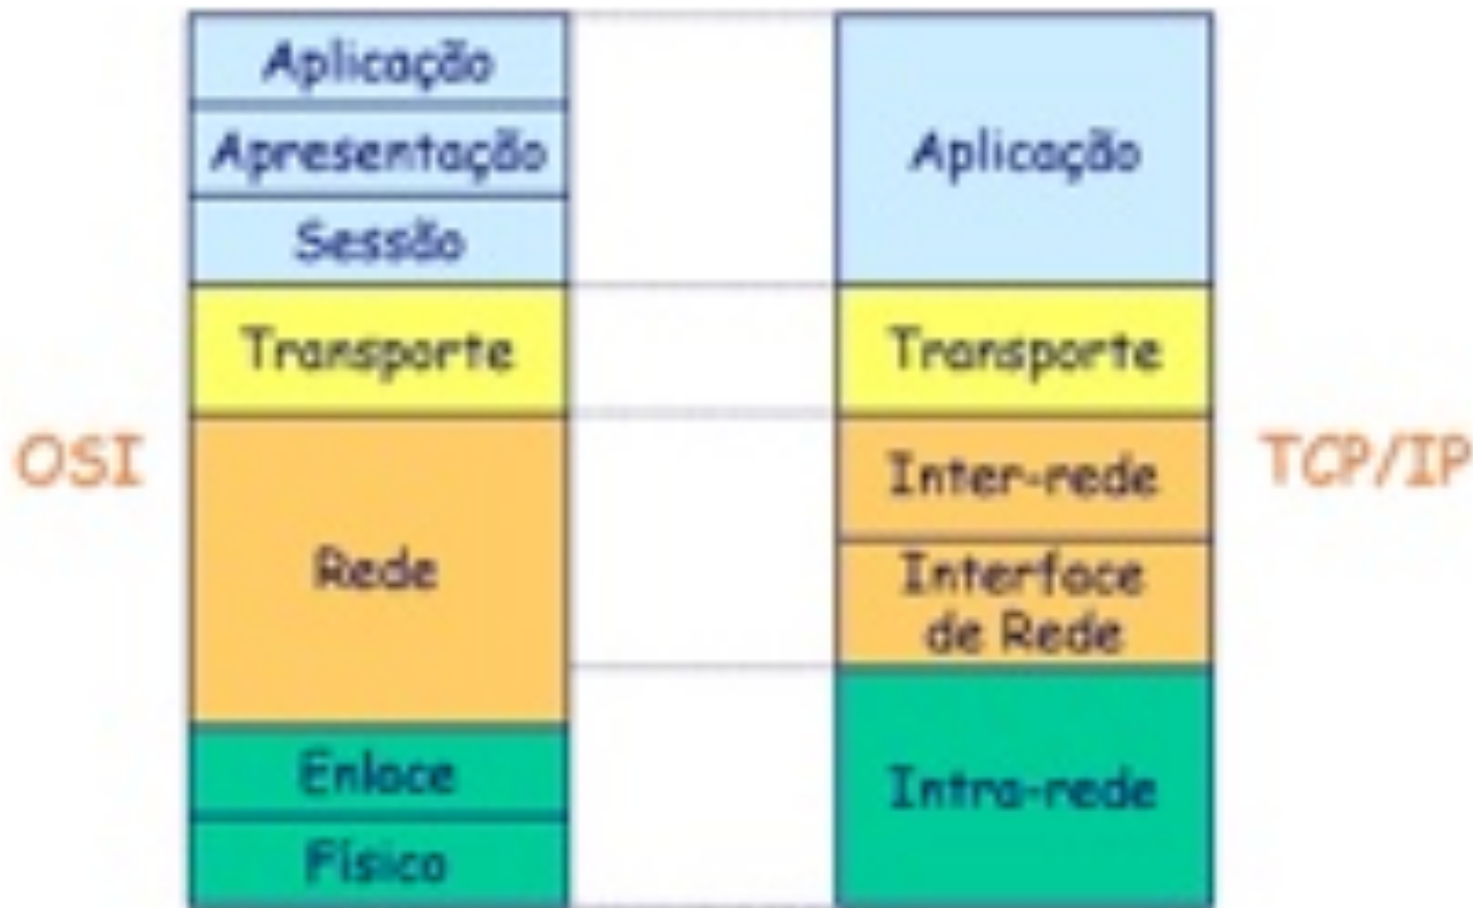 OSI
Aplicação
Apresentação
Sessão
Transporte
Rede
Enlace
Físico
Aplicação
Transporte
Inter-rede
Interface
de Rede
Intra-rede
TCP/IP